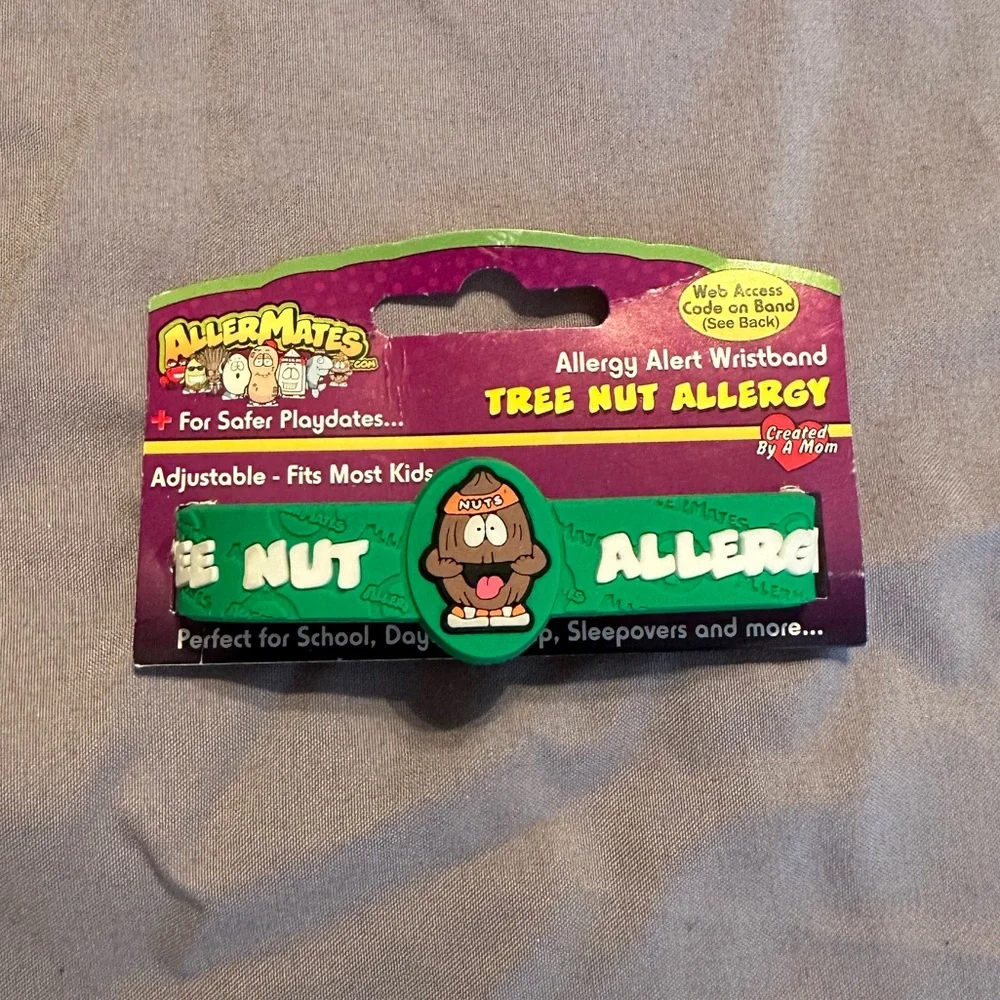 ALLERMATES
.COM
+ For Safer Playdates...
Web Access
Code on Band
(See Back)
Allergy Alert Wristband
TREE NUT ALLERGY
Created
By A Mom
Adjustable - Fits Most Kids
NUTS
EE NUT ALLERG
Perfect for School, Day p, Sleepovers and more...